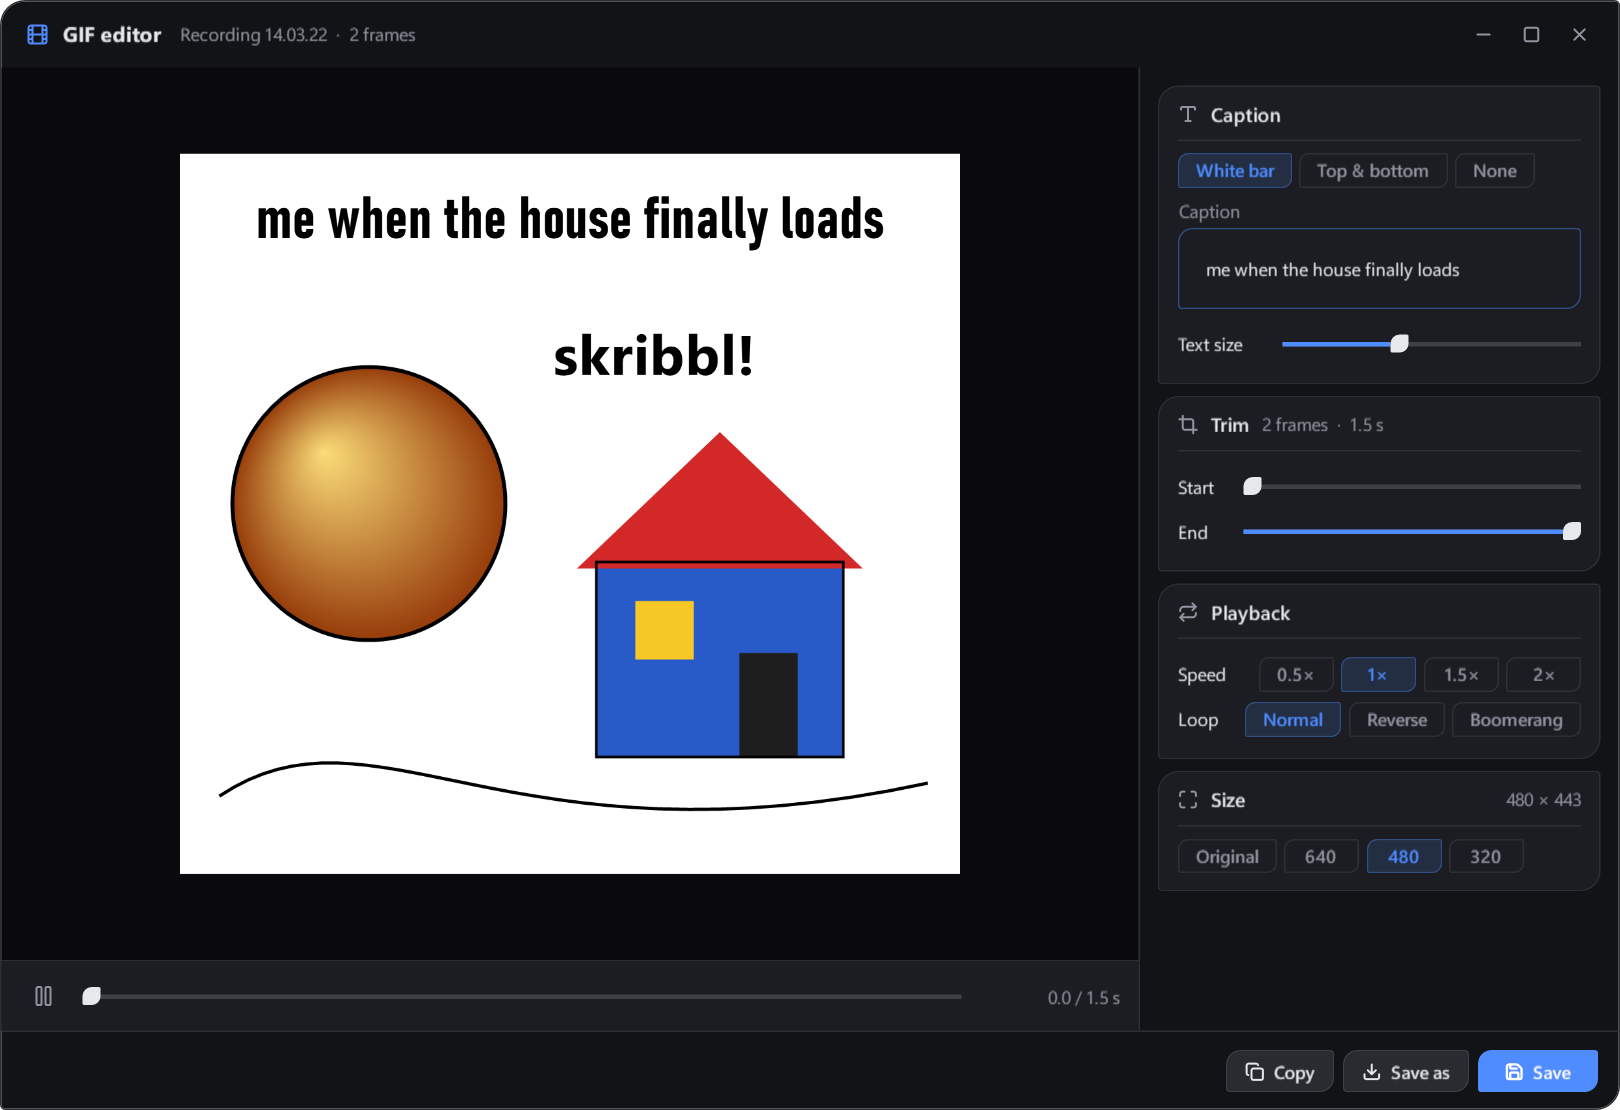 GIF editor
Recording 14.03.22 · 2 frames
me when the house finally loads
skribbl!
0.0 / 1.5 s
Caption
White bar
Top & bottom
None
Caption
me when the house finally loads
Text size
Trim 2 frames · 1.5 s
Start
End
Playback
Speed 0.5× 1× 1.5× 2×
Loop Normal Reverse Boomerang
Size 480 × 443
Original 640 480 320
Copy Save as Save